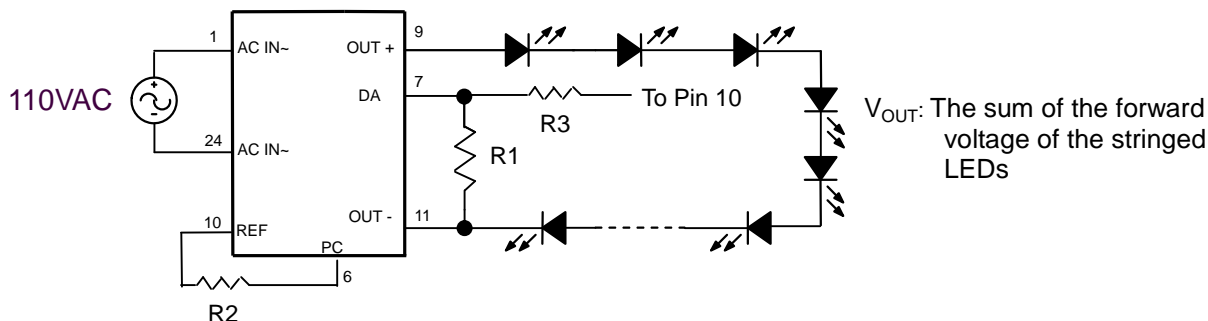 1
AC IN~
OUT +
9
110VAC
DA
7
R3
To Pin 10
24
AC IN~
R1
OUT -
11
10
REF
PC
6
R2
V_OUT: The sum of the forward
voltage of the stringed
LEDs